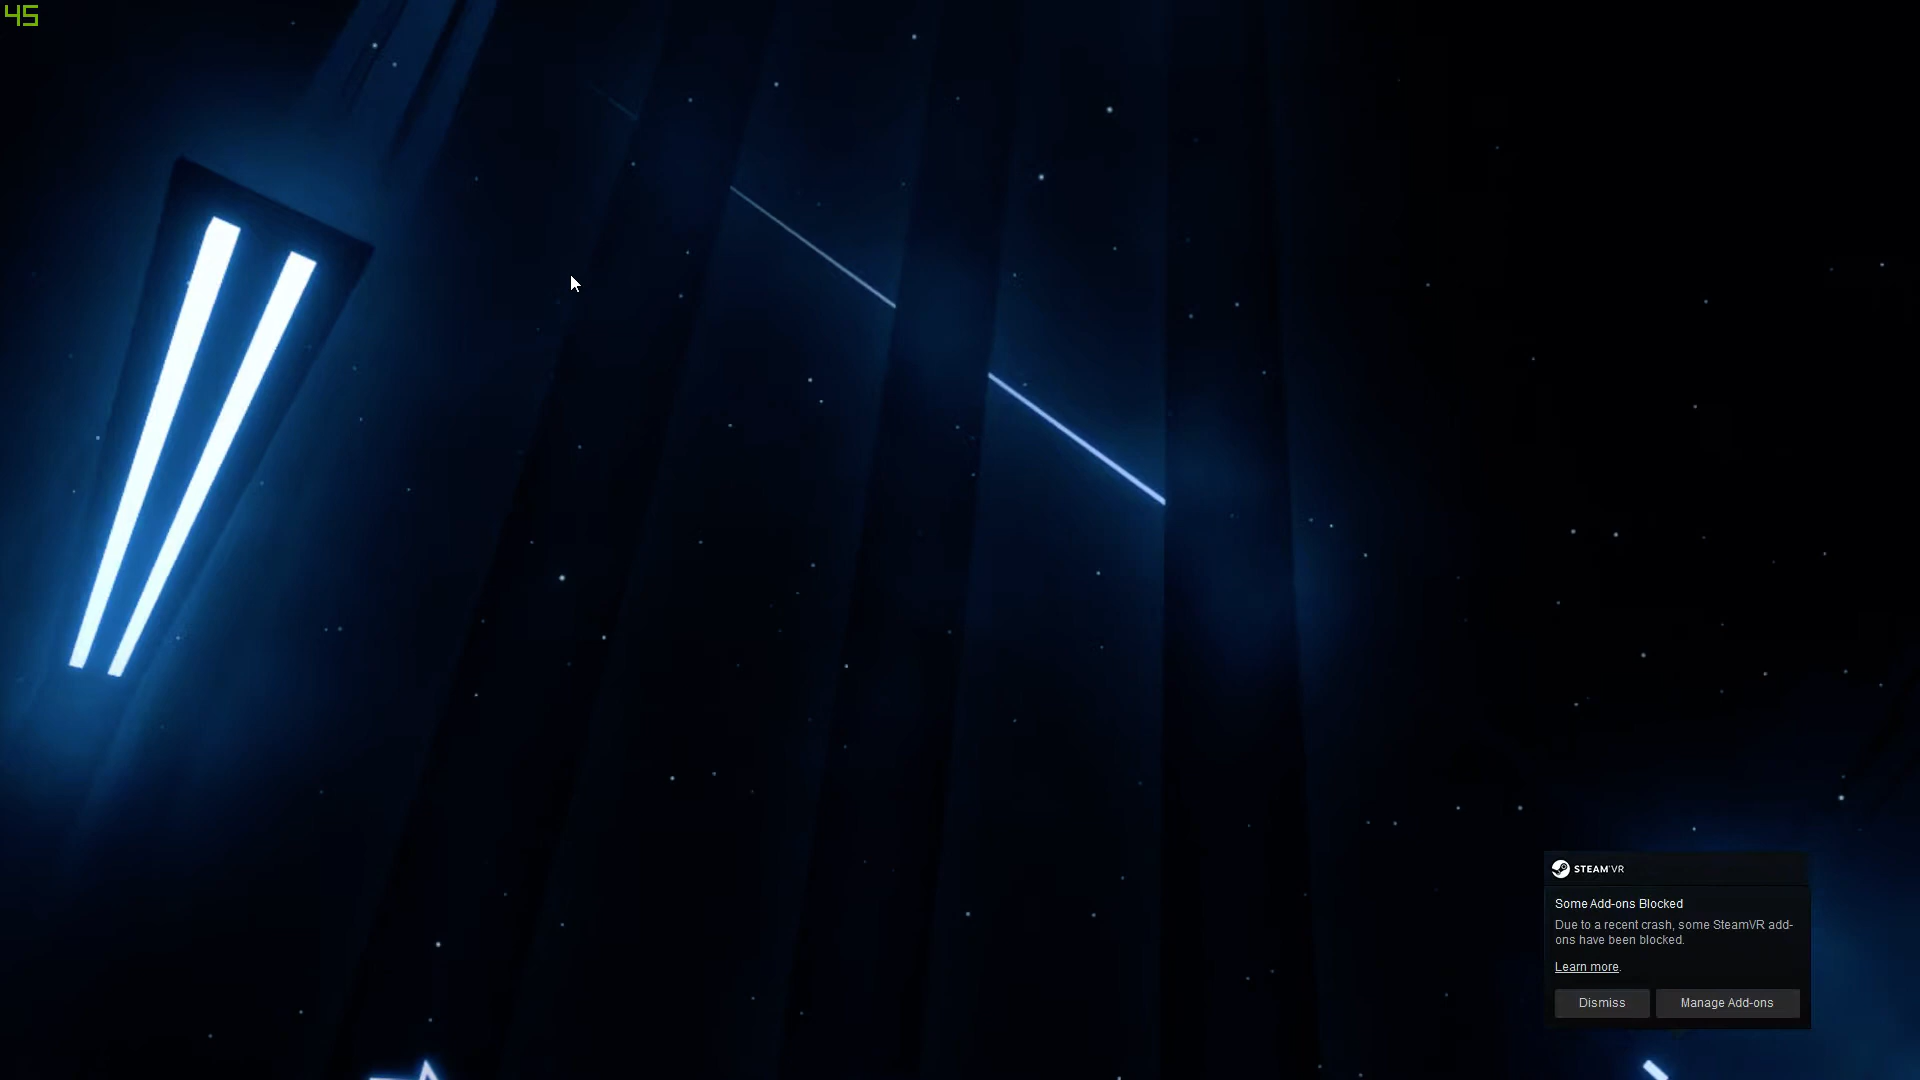 45
STEAMVR
Some Add-ons Blocked
Due to a recent crash, some SteamVR add-
ons have been blocked.
Learn more.
Dismiss
Manage Add-ons